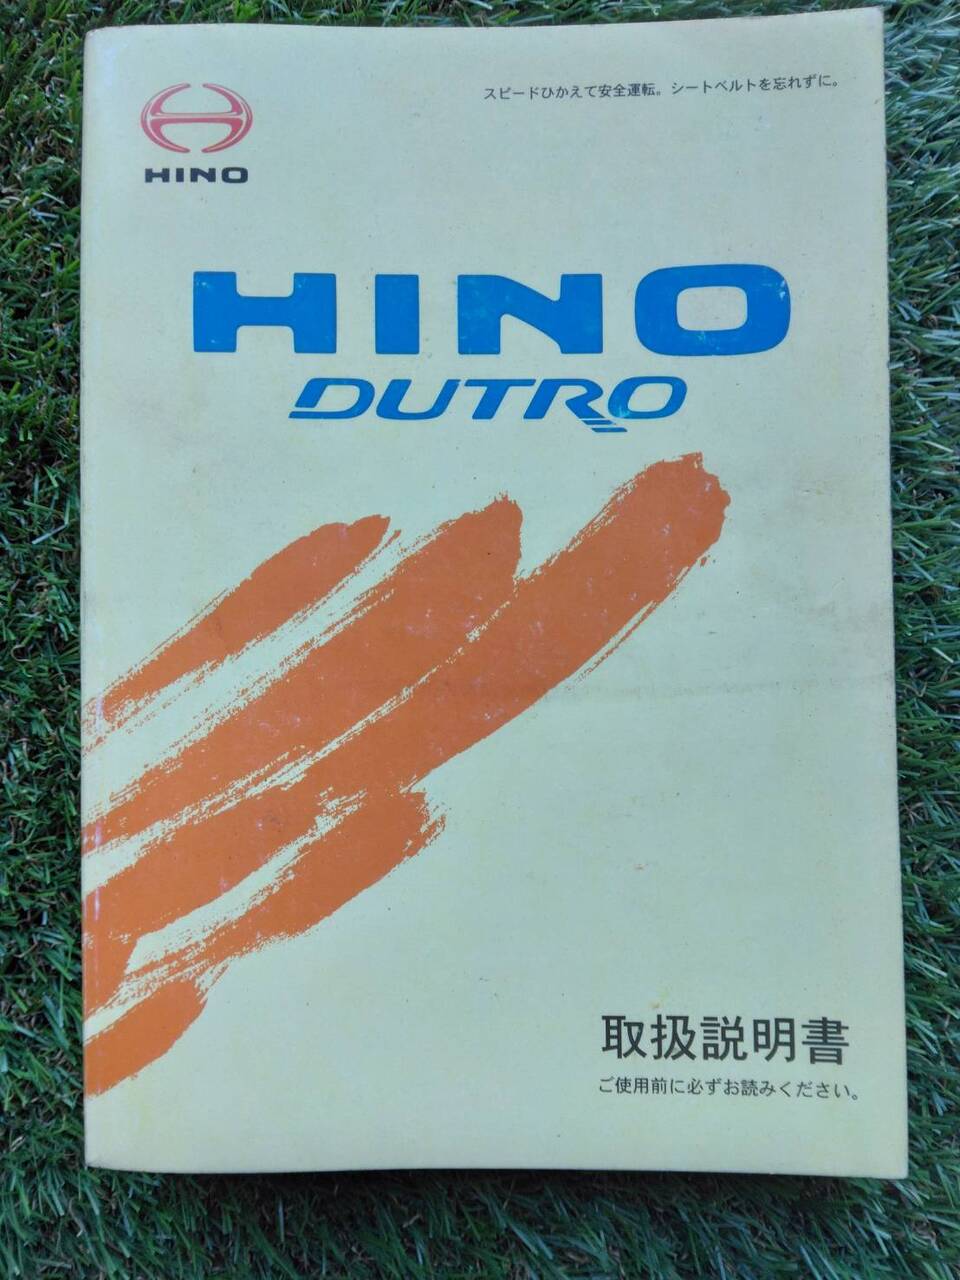 スピードひかえて安全運転。シートベルトを忘れずに。
HINO
HINO
DUTRO
取扱説明書
ご使用前に必ずお読みください。